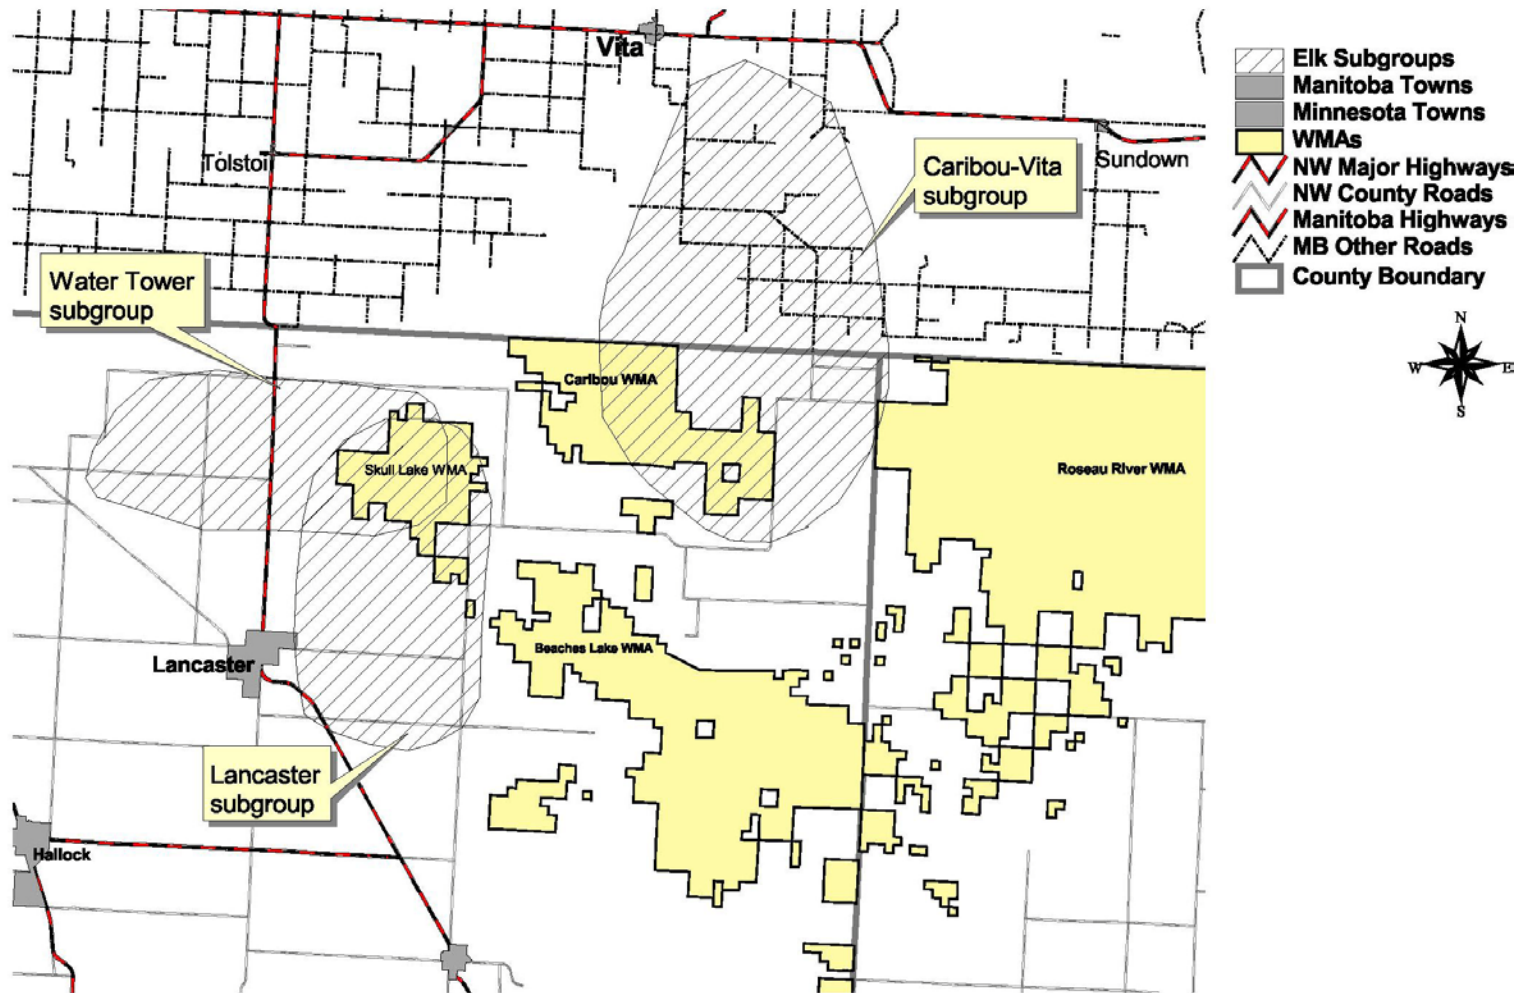 Vita
Tolstoi
Sundown
Caribou-Vita
subgroup
Water Tower
subgroup
Caribou WMA
Skull Lake WMA
Roseau River WMA
Beaches Lake WMA
Lancaster
Lancaster
subgroup
Hallock
Elk Subgroups
Manitoba Towns
Minnesota Towns
WMAs
NW Major Highways
NW County Roads
Manitoba Highways
MB Other Roads
County Boundary
N
W E
S